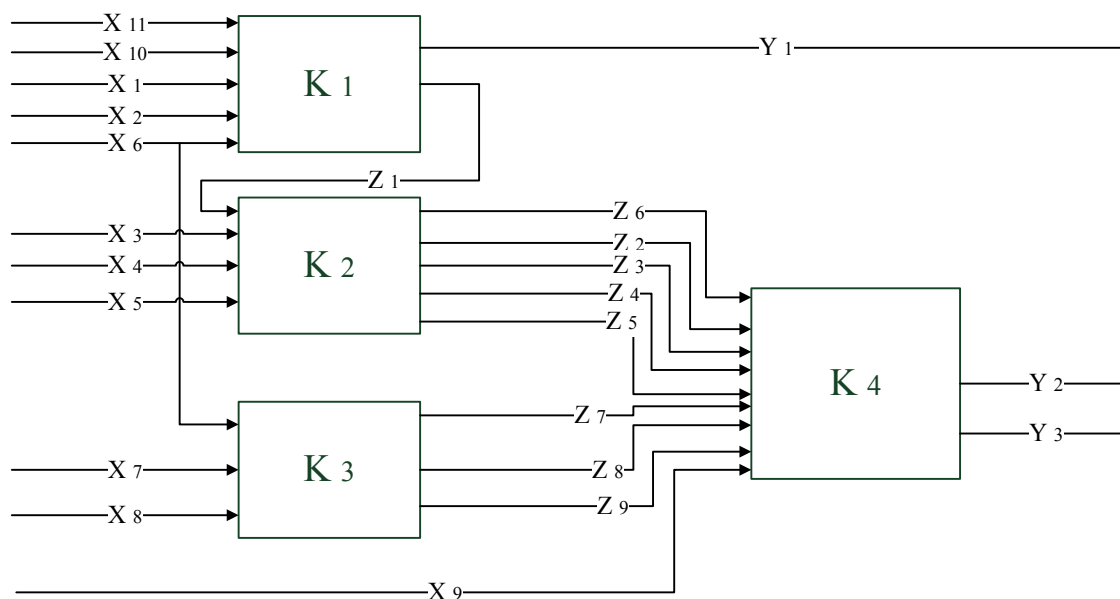 X 11
X 10
X 1
X 2
X 6
K 1
Y 1
Z 1
X 3
X 4
X 5
K 2
Z 6
Z 2
Z 3
Z 4
Z 5
K 4
Y 2
Y 3
X 7
X 8
K 3
Z 7
Z 8
Z 9
X 9